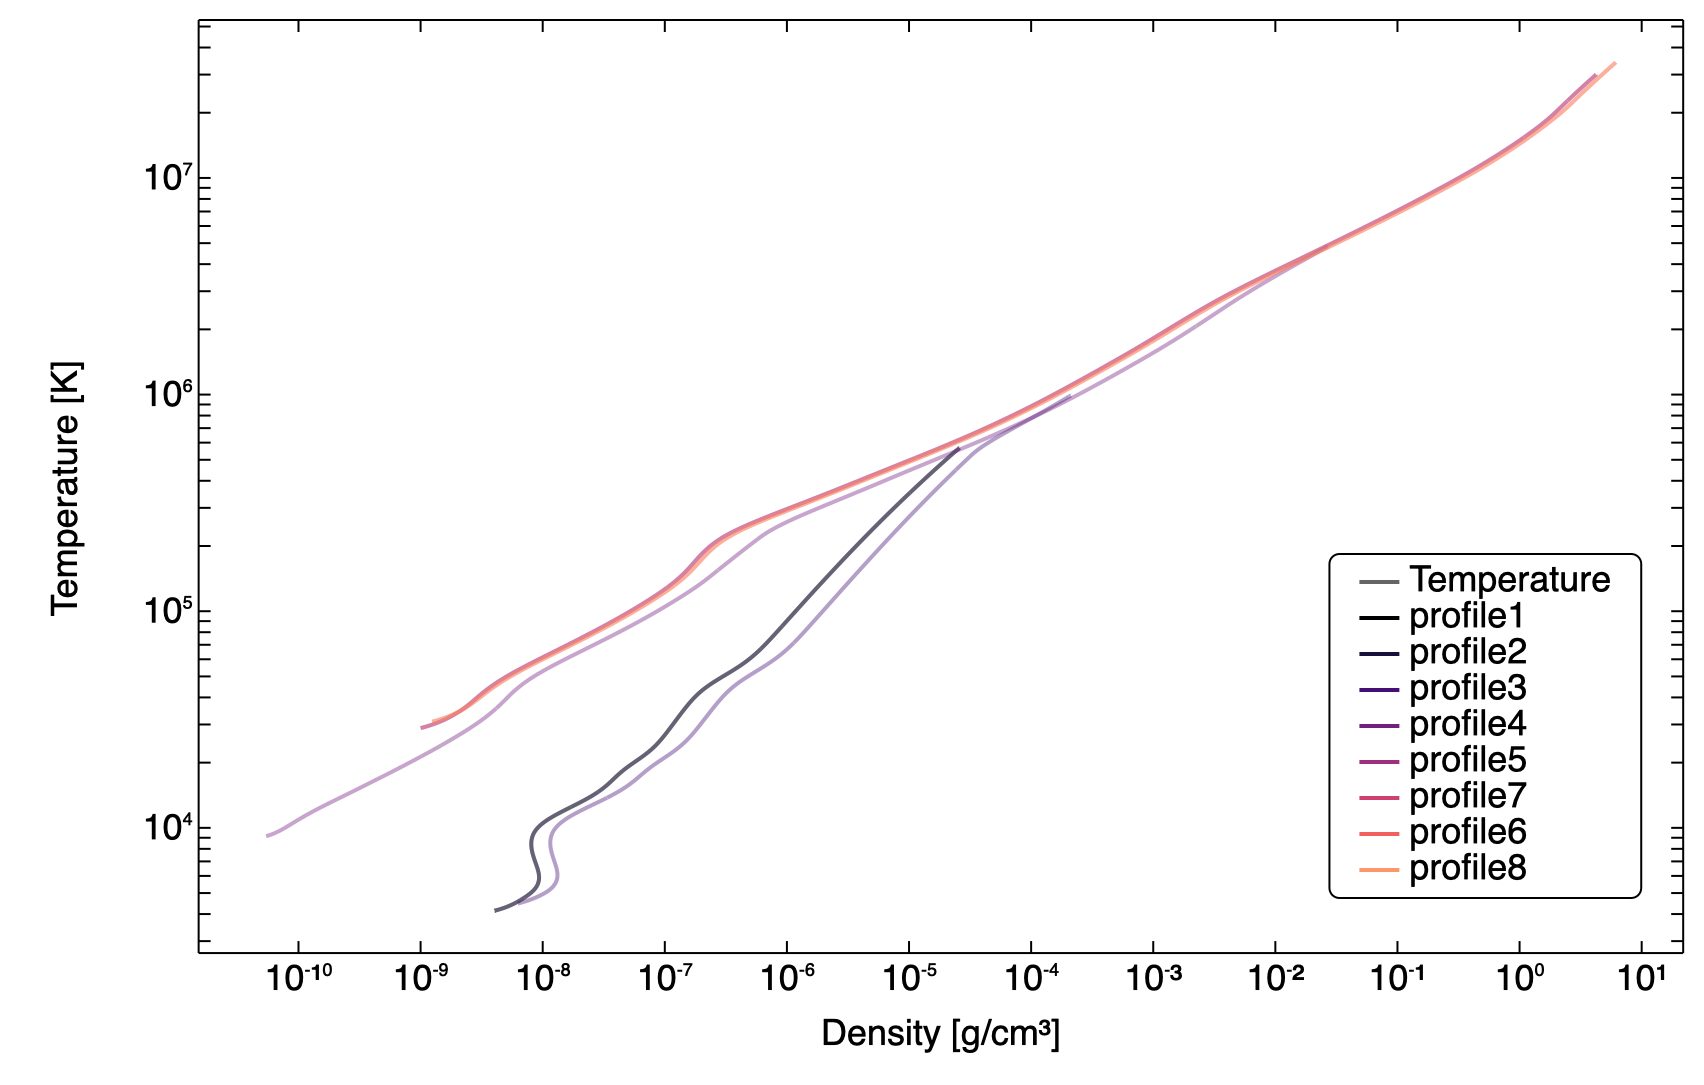 Temperature [K]
10⁷
10⁶
10⁵
10⁴
Temperature
profile1
profile2
profile3
profile4
profile5
profile7
profile6
profile8
10⁻¹⁰ 10⁻⁹ 10⁻⁸ 10⁻⁷ 10⁻⁶ 10⁻⁵ 10⁻⁴ 10⁻³ 10⁻² 10⁻¹ 10⁰ 10¹
Density [g/cm³]